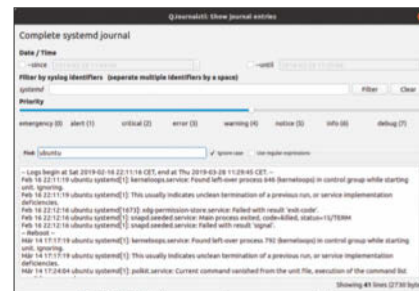 QJournalctl: Show journal entries
Complete systemd journal
Date / Time
--since
--until
Filter by syslog identifiers (seperate multiple identifiers by a space)
systemd
Filter Clear
Priority
emergency (0) alert (1) critical (2) error (3) warning (4) notice (5) info (6) debug (7)
Find: ubuntu Ignore case Use regular expressions
-- Logs begin at Sat 2019-02-16 22:11:16 CET, end at Thu 2019-03-28 11:29:45 CET. --
Feb 16 22:11:19 ubuntu systemd[1]: kerneloops.service: Found left-over process 646 (kerneloops) in control group while starting
unit. Ignoring.
Feb 16 22:11:19 ubuntu systemd[1]: This usually indicates unclean termination of a previous run, or service implementation
deficiencies.
Feb 16 22:12:16 ubuntu systemd[1673]: xdg-permission-store.service: Failed with result 'exit-code'.
Feb 16 22:12:16 ubuntu systemd[1]: snapd.seeded.service: Main process exited, code=killed, status=15/TERM
Feb 16 22:12:16 ubuntu systemd[1]: snapd.seeded.service: Failed with result 'signal'.
-- Reboot --
Mär 14 17:17:19 ubuntu systemd[1]: kerneloops.service: Found left-over process 792 (kerneloops) in control group while starting
unit. Ignoring.
Mär 14 17:17:19 ubuntu systemd[1]: This usually indicates unclean termination of a previous run, or service implementation
deficiencies.
Mär 14 17:24:04 ubuntu systemd[1]: polkit.service: Current command vanished from the unit file, execution of the command list
Showing 41 lines (2730 byt